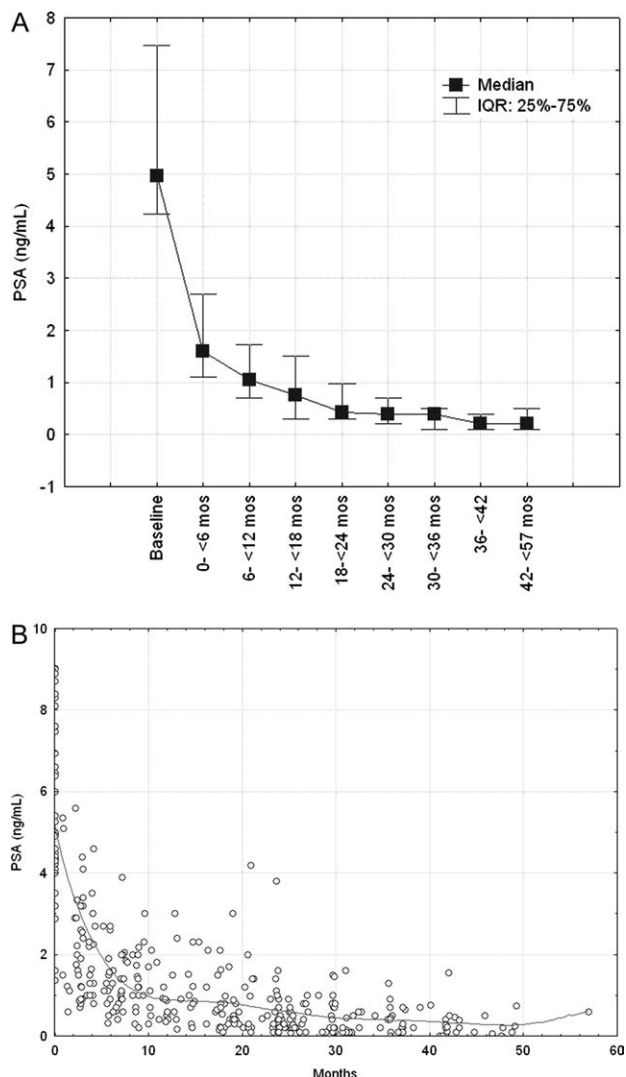 A
8
7
6
5
4
3
2
1
0
-1
PSA (ng/mL)
Median
IQR: 25%-75%
Baseline
0- <6 mos
6- <12 mos
12- <18 mos
18-<24 mos
24- <30 mos
30- <36 mos
36- <42
42- <57 mos
B
10
8
6
4
2
0
PSA (ng/mL)
0 10 20 30 40 50 60
Months